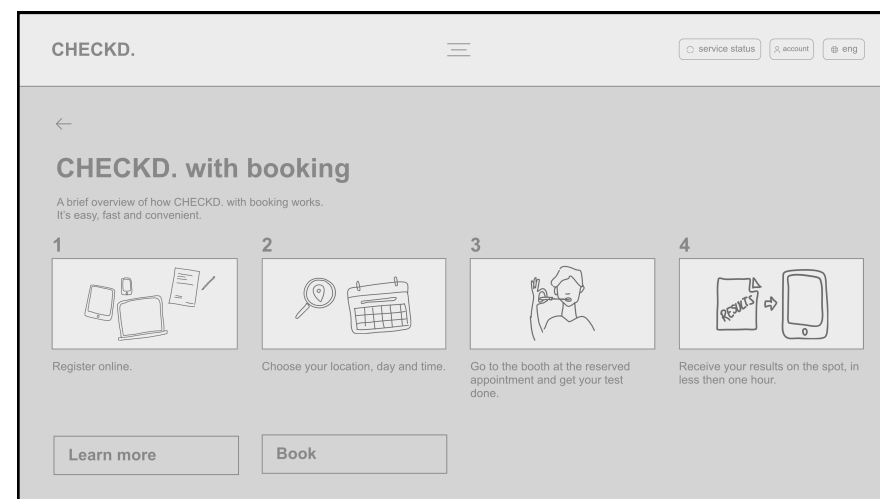 CHECKD.
service status
account
eng
CHECKD. with booking
A brief overview of how CHECKD. with booking works.
It's easy, fast and convenient.
1
2
3
4
RESULTS
Register online.
Choose your location, day and time.
Go to the booth at the reserved
appointment and get your test
done.
Receive your results on the spot, in
less then one hour.
Learn more
Book